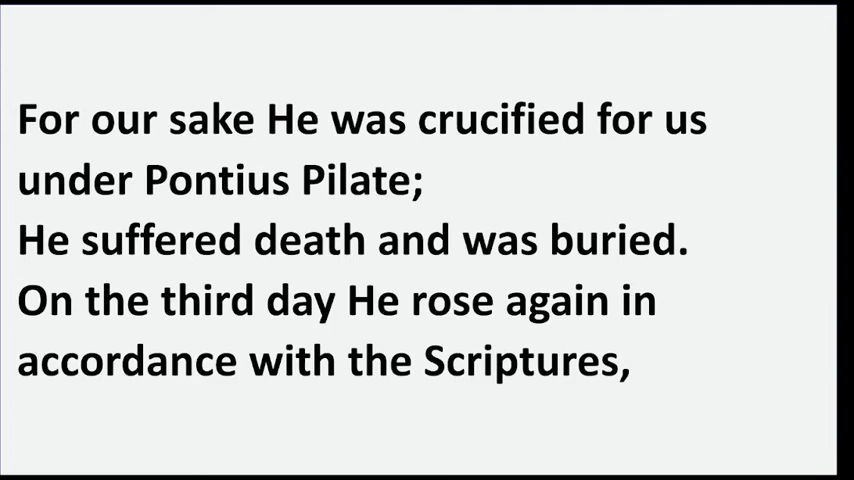 For our sake He was crucified for us
under Pontius Pilate;
He suffered death and was buried.
On the third day He rose again in
accordance with the Scriptures,